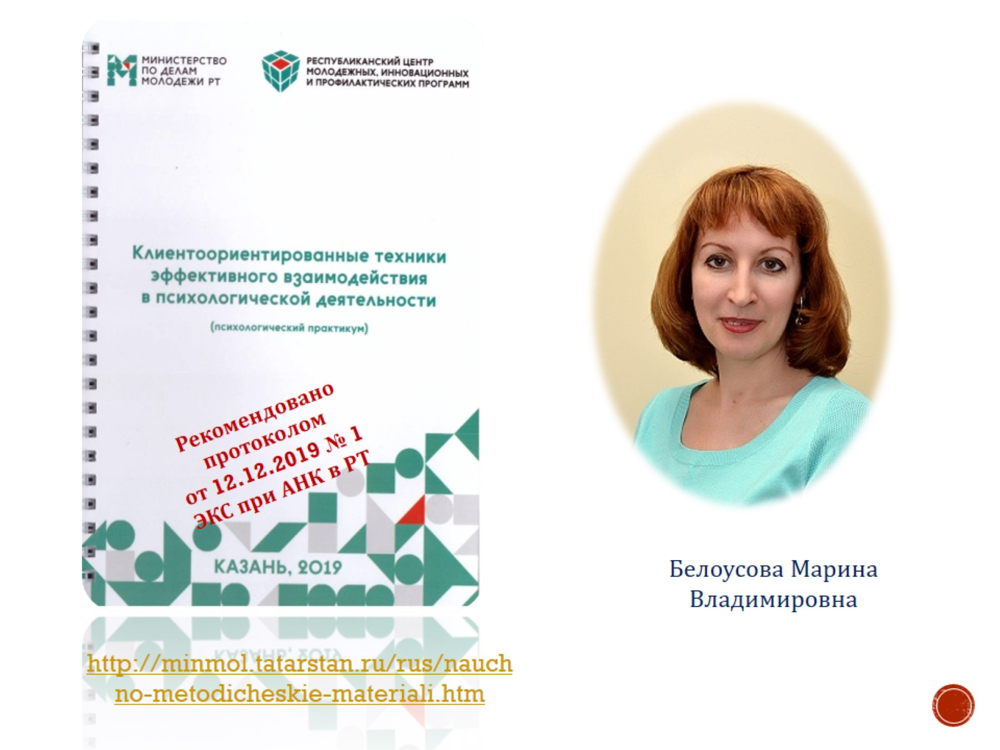 МИНИСТЕРСТВО
ПО ДЕЛАМ
МОЛОДЕЖИ РТ
РЕСПУБЛИКАНСКИЙ ЦЕНТР
МОЛОДЕЖНЫХ, ИННОВАЦИОННЫХ
И ПРОФИЛАКТИЧЕСКИХ ПРОГРАММ
Клиентоориентированные техники
эффективного взаимодействия
в психологической деятельности
(психологический практикум)
Рекомендовано
протоколом
от 12.12.2019 № 1
ЭКС при АНК в РТ
КАЗАНЬ, 2019
http://minmol.tatarstan.ru/rus/nauch
no-metodicheskie-materiali.htm
Белоусова Марина
Владимировна